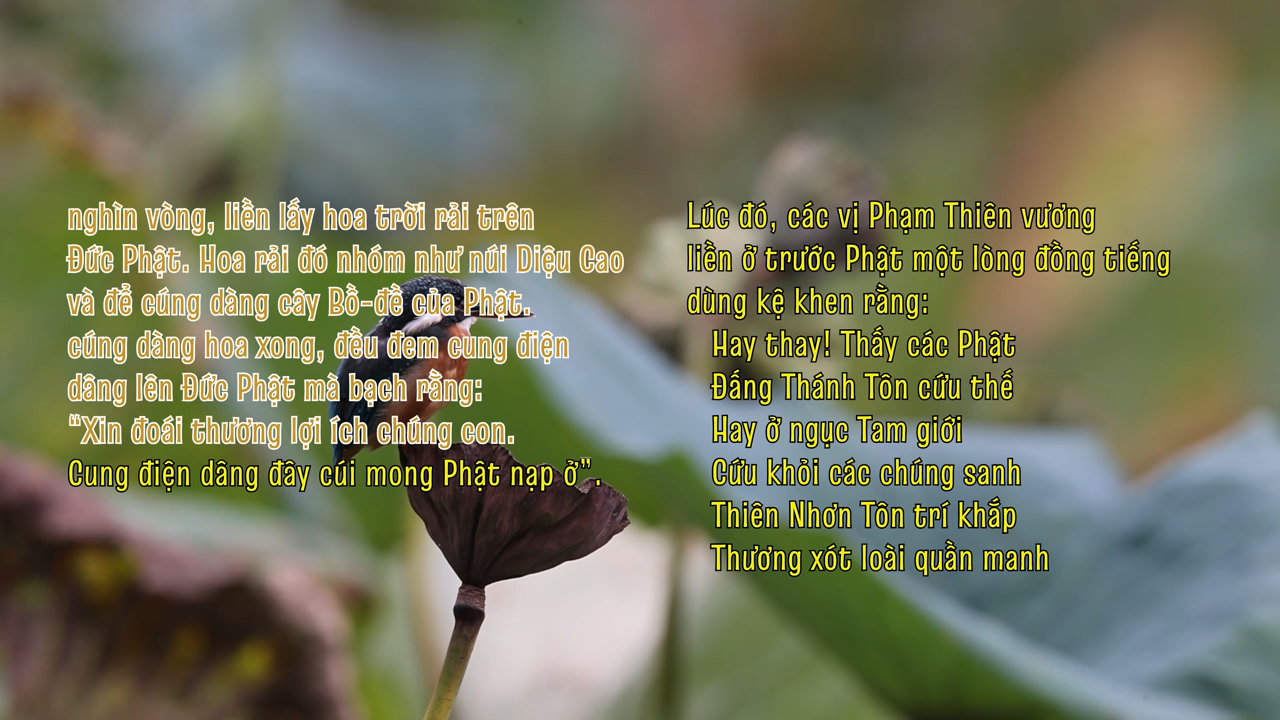 nghìn vòng, liền lấy hoa trời rải trên
Đức Phật. Hoa rải đó nhóm như núi Diệu Cao
và để cúng dàng cây Bồ-đề của Phật.
cúng dàng hoa xong, đều đem cung điện
dâng lên Đức Phật mà bạch rằng:
“Xin đoái thương lợi ích chúng con.
Cung điện dâng đây cúi mong Phật nạp ở”.
Lúc đó, các vị Phạm Thiên vương
liền ở trước Phật một lòng đồng tiếng
dùng kệ khen rằng:
Hay thay! Thấy các Phật
Đấng Thánh Tôn cứu thế
Hay ở ngục Tam giới
Cứu khỏi các chúng sanh
Thiên Nhơn Tôn trí khắp
Thương xót loài quần manh